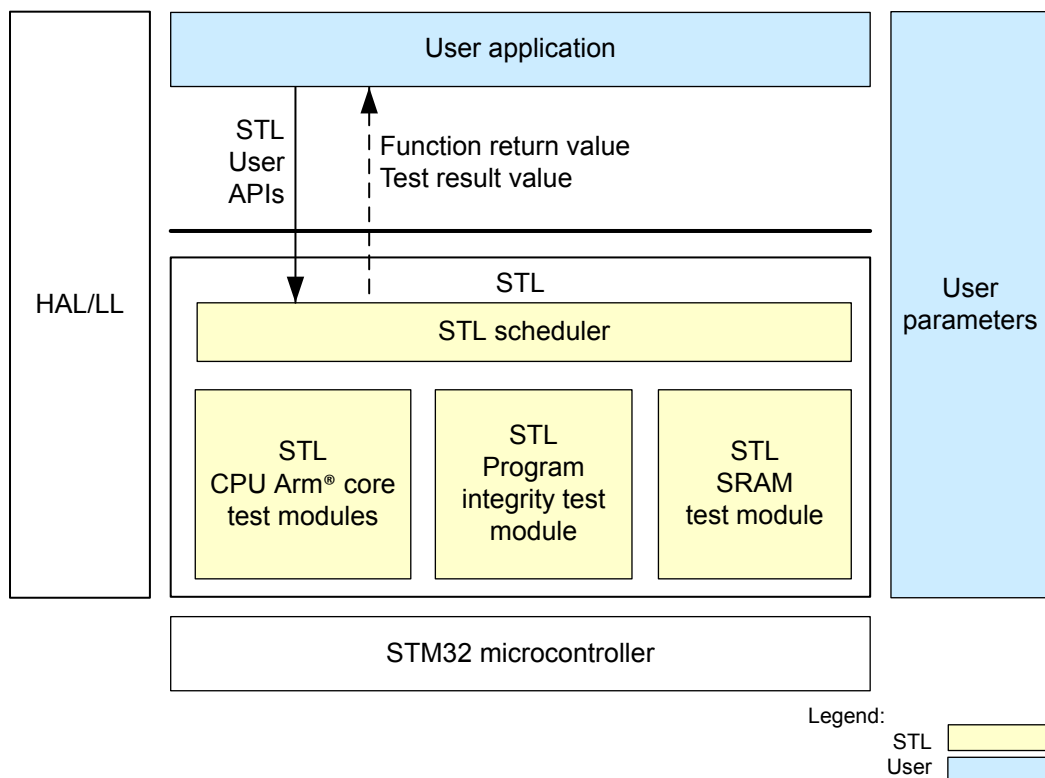 User application
STL
User
APIs
Function return value
Test result value
HAL/LL
STL
User
parameters
STL scheduler
STL
CPU Arm® core
test modules
STL
Program
integrity test
module
STL
SRAM
test module
STM32 microcontroller
Legend:
STL
User